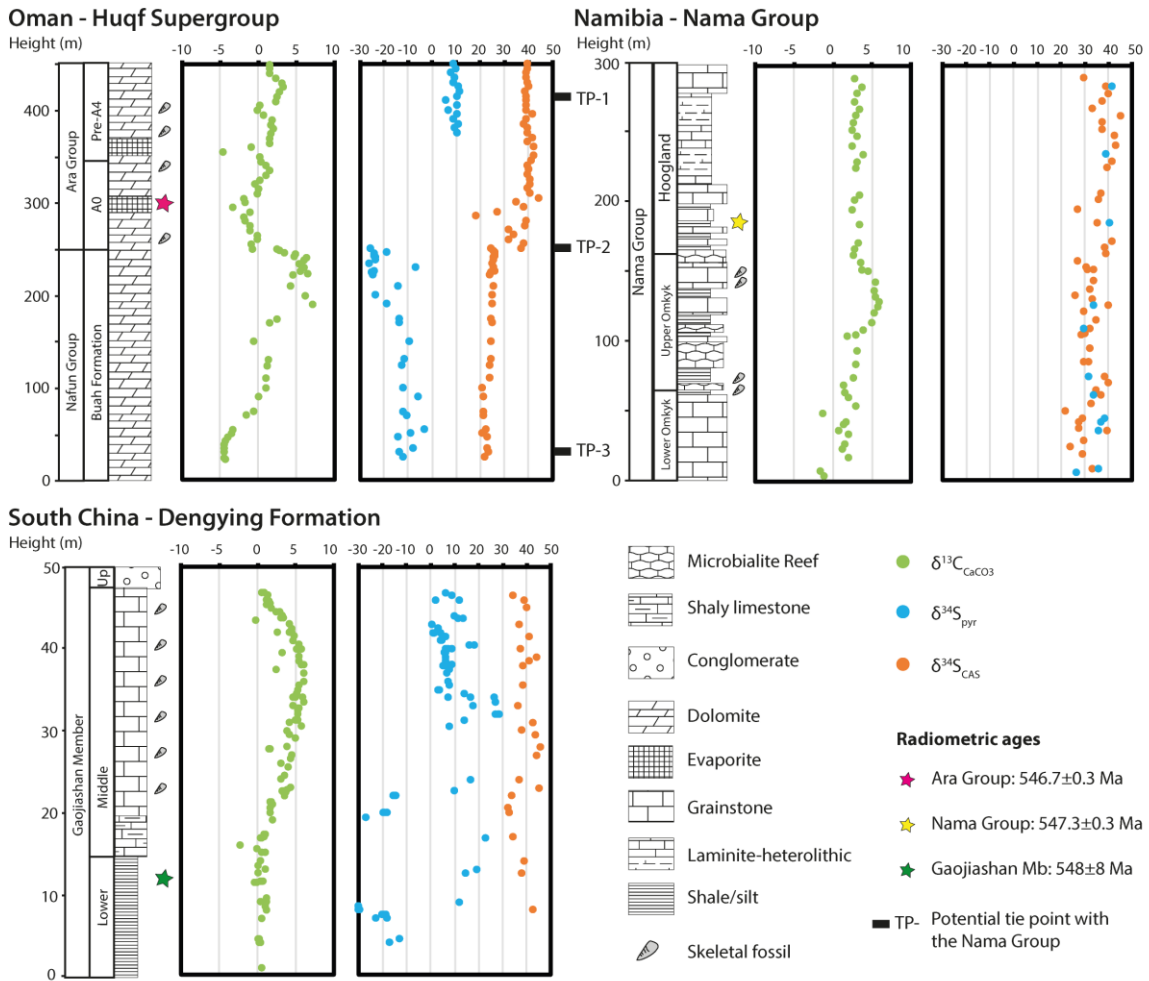 Oman - Huqf Supergroup
Height (m)
-10 -5 0 5 10
-30 -20 -10 0 10 20 30 40 50
400
300
200
100
0
Ara Group
Nafun Group
Pre-A4
A0
Buah Formation
TP-1
TP-2
TP-3
Namibia - Nama Group
Height (m)
-10 -5 0 5 10
-30 -20 -10 0 10 20 30 40 50
300
200
100
0
Nama Group
Hoogland
Upper Omkyk
Lower Omkyk
South China - Dengying Formation
Height (m)
-10 -5 0 5 10
-30 -20 -10 0 10 20 30 40 50
50
40
30
20
10
0
Gaojiashan Member
Up
Middle
Lower
Microbialite Reef
Shaly limestone
Conglomerate
Dolomite
Evaporite
Grainstone
Laminite-heterolithic
Shale/silt
Skeletal fossil
δ13C CaCO3
δ34S pyr
δ34S CAS
Radiometric ages
Ara Group: 546.7±0.3 Ma
Nama Group: 547.3±0.3 Ma
Gaojiashan Mb: 548±8 Ma
TP- Potential tie point with
the Nama Group